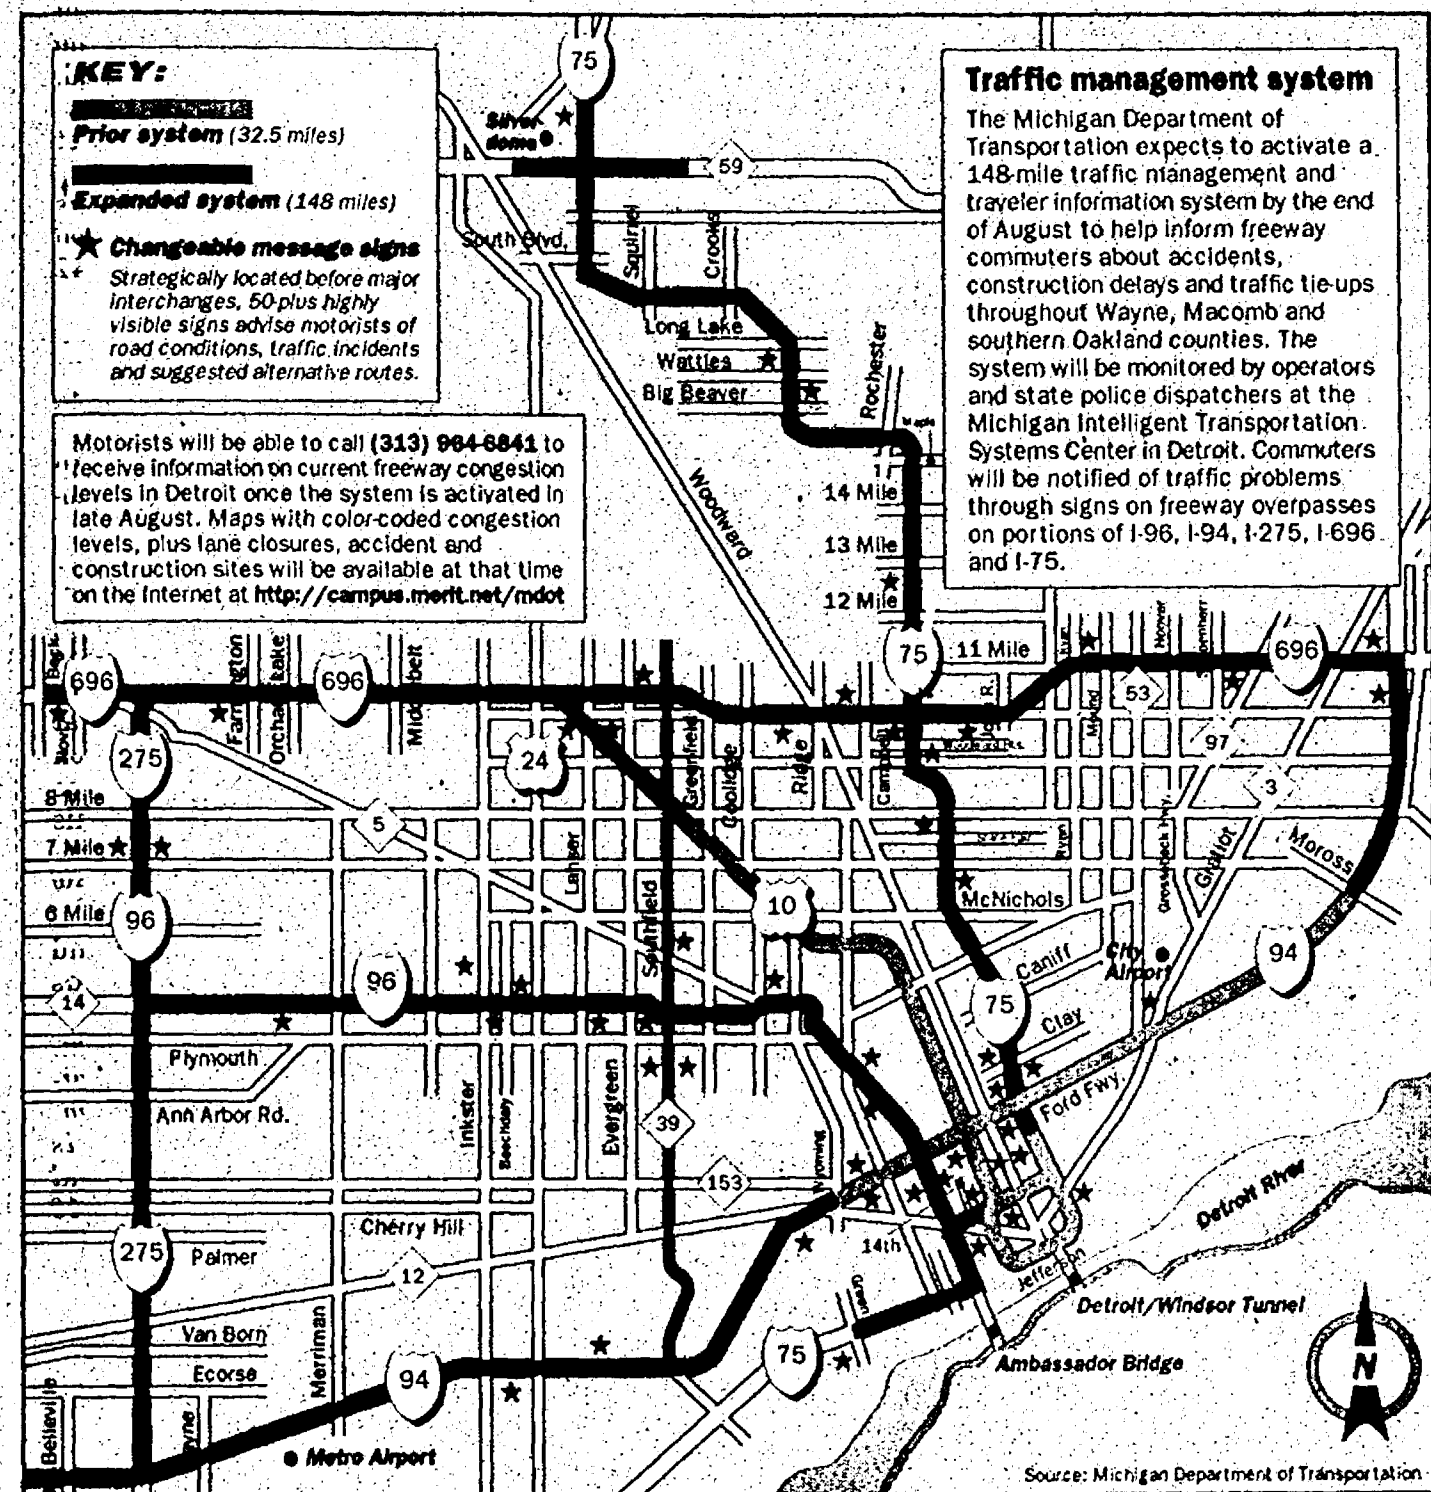 KEY:
Prior system (32.5 miles)
Expanded system (148 miles)
Changeable message signs
Strategically located before major
interchanges, 50-plus highly
visible signs advise motorists of
road conditions, traffic incidents
and suggested alternative routes.
Motorists will be able to call (313) 964-6841 to
receive information on current freeway congestion
levels in Detroit once the system is activated in
late August. Maps with color-coded congestion
levels, plus lane closures, accident and
construction sites will be available at that time
on the Internet at http://campus.merit.net/mdot
Traffic management system
The Michigan Department of
Transportation expects to activate a
148-mile traffic management and
traveler information system by the end
of August to help inform freeway
commuters about accidents,
construction delays and traffic tie-ups
throughout Wayne, Macomb and
southern Oakland counties. The
system will be monitored by operators
and state police dispatchers at the
Michigan Intelligent Transportation
Systems Center in Detroit. Commuters
will be notified of traffic problems
through signs on freeway overpasses
on portions of I-96, I-94, I-275, I-696
and I-75.
75
Silver-
dome
59
South Blvd.
Squirrel
Crooks
Long Lake
Wattles
Big Beaver
Rochester
Maple
14 Mile
Woodward
13 Mile
12 Mile
75
11 Mile
696
696
696
Orchard Lake
53
Hoover
Mound
275
24
Greenfield
Coolidge
Ridge
Campbell
97
3
8 Mile
5
7 Mile
Lahser
Ryan
Gratiot
Moross
6 Mile
96
10
McNichols
Southfield
City
Airport
94
Caniff
14
96
75
Clay
Plymouth
Ford Fwy.
Ann Arbor Rd.
Inkster
Beechdaly
Evergreen
39
Wyoming
153
Detroit River
Cherry Hill
14th
275
Palmer
12
Jefferson
Detroit/Windsor Tunnel
Van Born
Merriman
75
Ambassador Bridge
Ecorse
94
N
Belleville
Metro Airport
Source: Michigan Department of Transportation